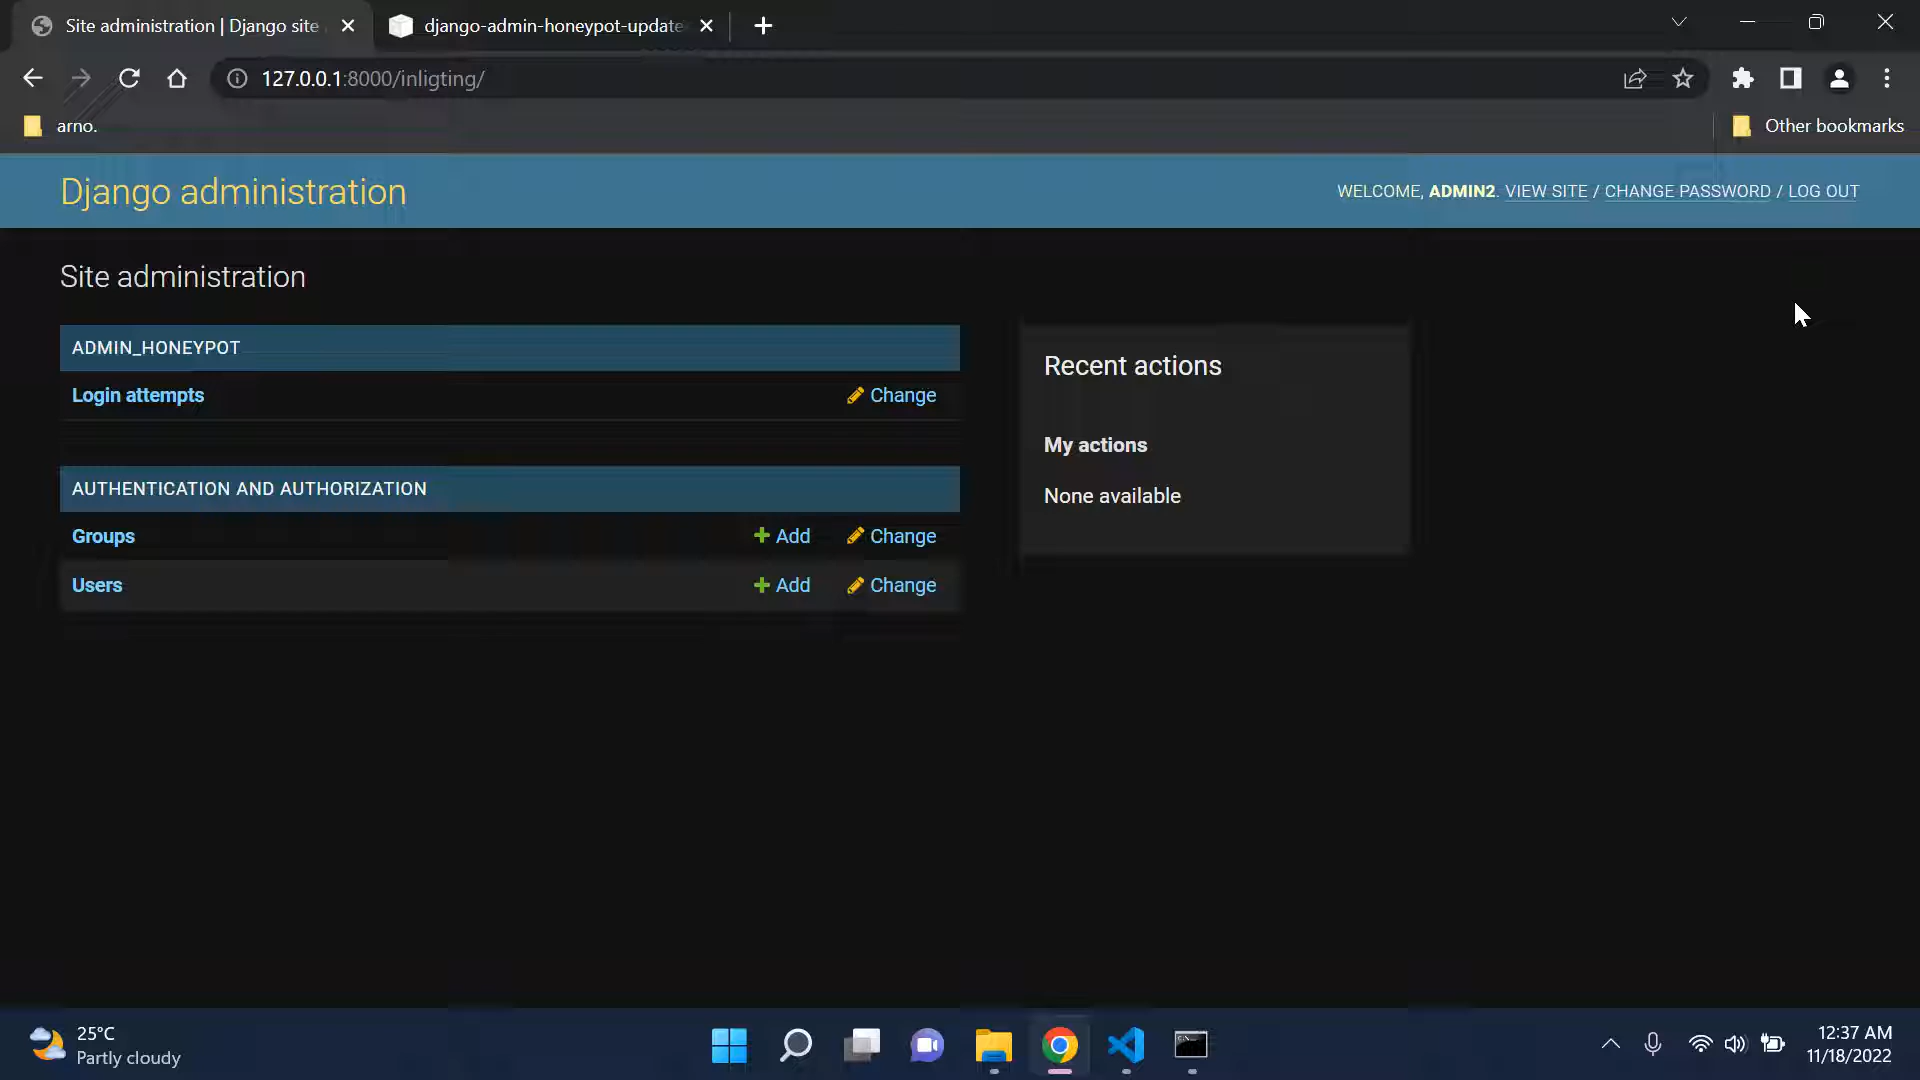 Site administration | Django site
django-admin-honeypot-update
127.0.0.1:8000/inligting/
arno.
Other bookmarks
Django administration
WELCOME, ADMIN2. VIEW SITE / CHANGE PASSWORD / LOG OUT
Site administration
ADMIN_HONEYPOT
Login attempts
Change
AUTHENTICATION AND AUTHORIZATION
Groups
Add
Change
Users
Add
Change
Recent actions
My actions
None available
25°C
Partly cloudy
12:37 AM
11/18/2022